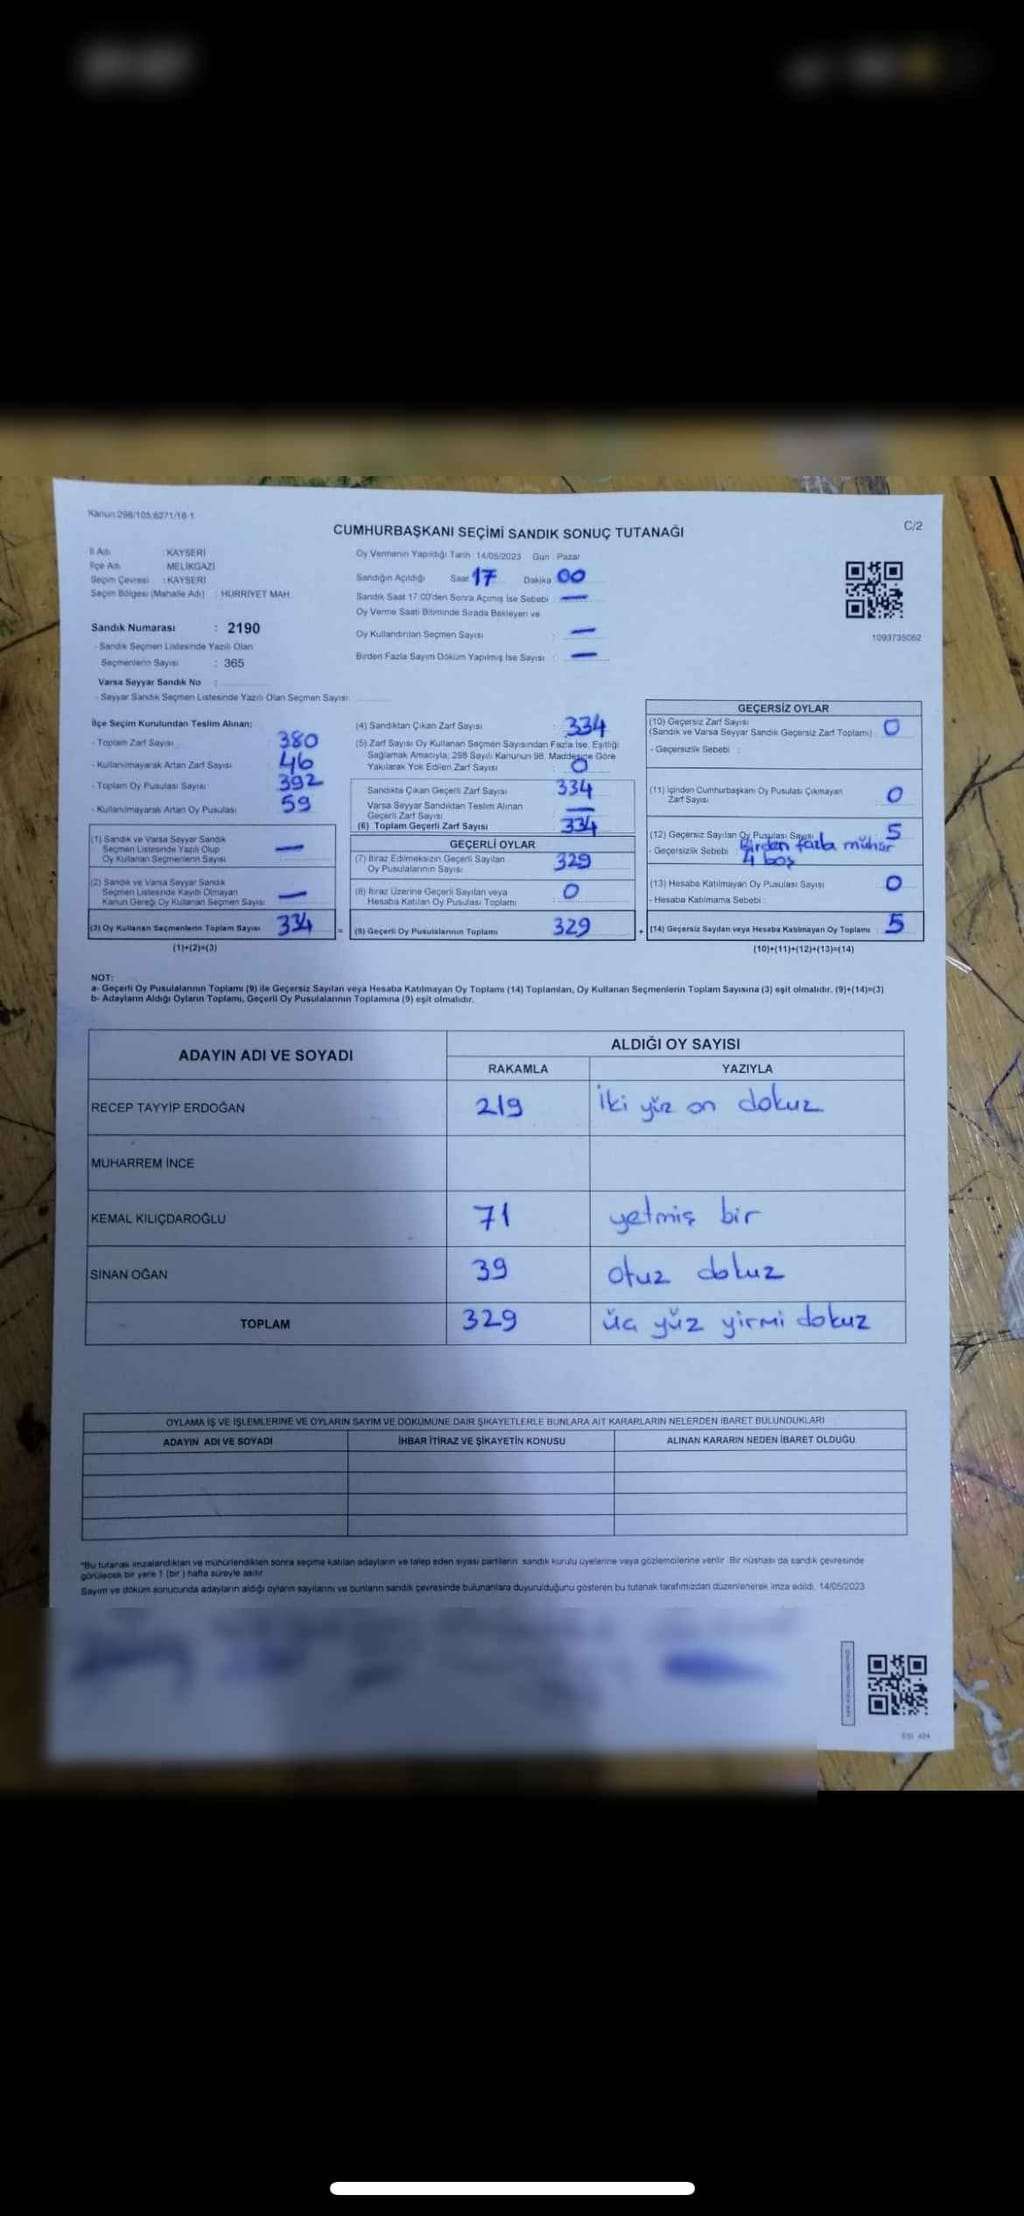 Kanun:298/105,6271/16-1
CUMHURBAŞKANI SEÇİMİ SANDIK SONUÇ TUTANAĞI
C/2
İl Adı : KAYSERİ
İlçe Adı : MELİKGAZİ
Seçim Çevresi : KAYSERİ
Seçim Bölgesi (Mahalle Adı) : HÜRRİYET MAH.
Sandık Numarası : 2190
- Sandık Seçmen Listesinde Yazılı Olan
Seçmenlerin Sayısı : 365
Varsa Seyyar Sandık No :
- Seyyar Sandık Seçmen Listesinde Yazılı Olan Seçmen Sayısı:
Oy Vermenin Yapıldığı Tarih : 14/05/2023 Gün : Pazar
Sandığın Açıldığı Saat 17 Dakika 00
Sandık Saat 17:00'den Sonra Açılmış İse Sebebi : —
Oy Verme Saati Bitiminde Sırada Bekleyen ve
Oy Kullandırılan Seçmen Sayısı : —
Birden Fazla Sayım Döküm Yapılmış İse Sayısı : —
1093735062
İlçe Seçim Kurulundan Teslim Alınan:
- Toplam Zarf Sayısı : 380
- Kullanılmayarak Artan Zarf Sayısı : 46
- Toplam Oy Pusulası Sayısı : 392
- Kullanılmayarak Artan Oy Pusulası : 59
(1) Sandık ve Varsa Seyyar Sandık
Seçmen Listesinde Yazılı Olup
Oy Kullanan Seçmenlerin Sayısı : —
(2) Sandık ve Varsa Seyyar Sandık
Seçmen Listesinde Kayıtlı Olmayan
Kanun Gereği Oy Kullanan Seçmen Sayısı : —
(3) Oy Kullanan Seçmenlerin Toplam Sayısı : 334
(1)+(2)=(3)
(4) Sandıktan Çıkan Zarf Sayısı : 334
(5) Zarf Sayısı Oy Kullanan Seçmen Sayısından Fazla İse, Eşitliği
Sağlamak Amacıyla, 298 Sayılı Kanunun 98. Maddesine Göre
Yakılarak Yok Edilen Zarf Sayısı : 0
Sandıkta Çıkan Geçerli Zarf Sayısı 334
Varsa Seyyar Sandıktan Teslim Alınan
Geçerli Zarf Sayısı —
(6) Toplam Geçerli Zarf Sayısı : 334
GEÇERLİ OYLAR
(7) İtiraz Edilmeksizin Geçerli Sayılan
Oy Pusulalarının Sayısı : 329
(8) İtiraz Üzerine Geçerli Sayılan veya
Hesaba Katılan Oy Pusulası Toplamı : 0
= (9) Geçerli Oy Pusulalarının Toplamı : 329
GEÇERSİZ OYLAR
(10) Geçersiz Zarf Sayısı
(Sandık ve Varsa Seyyar Sandık Geçersiz Zarf Toplamı) : 0
- Geçersizlik Sebebi :
(11) İçinden Cumhurbaşkanı Oy Pusulası Çıkmayan
Zarf Sayısı : 0
(12) Geçersiz Sayılan Oy Pusulası Sayısı : 5
- Geçersizlik Sebebi : Birden fazla mühür
4 boş
(13) Hesaba Katılmayan Oy Pusulası Sayısı : 0
- Hesaba Katılmama Sebebi :
+ (14) Geçersiz Sayılan veya Hesaba Katılmayan Oy Toplamı : 5
(10)+(11)+(12)+(13)=(14)
NOT:
a- Geçerli Oy Pusulalarının Toplamı (9) ile Geçersiz Sayılan veya Hesaba Katılmayan Oy Toplamı (14) Toplamları, Oy Kullanan Seçmenlerin Toplam Sayısına (3) eşit olmalıdır. (9)+(14)=(3)
b- Adayların Aldığı Oyların Toplamı, Geçerli Oy Pusulalarının Toplamına (9) eşit olmalıdır.
ADAYIN ADI VE SOYADI
ALDIĞI OY SAYISI
RAKAMLA YAZIYLA
RECEP TAYYİP ERDOĞAN 219 İki yüz on dokuz
MUHARREM İNCE
KEMAL KILIÇDAROĞLU 71 yetmiş bir
SİNAN OĞAN 39 otuz dokuz
TOPLAM 329 üç yüz yirmi dokuz
OYLAMA İŞ VE İŞLEMLERİNE VE OYLARIN SAYIM VE DÖKÜMÜNE DAİR ŞİKAYETLERLE BUNLARA AİT KARARLARIN NELERDEN İBARET BULUNDUKLARI
ADAYIN ADI VE SOYADI İHBAR İTİRAZ VE ŞİKAYETİN KONUSU ALINAN KARARIN NEDEN İBARET OLDUĞU
"Bu tutanak imzalandıktan ve mühürlendikten sonra seçime katılan adayların ve talep eden siyasi partilerin sandık kurulu üyelerine veya gözlemcilerine verilir. Bir nüshası da sandık çevresinde
görülecek bir yere 1 (bir) hafta süreyle asılır.
Sayım ve döküm sonucunda adayların aldığı oyların sayılarını ve bunların sandık çevresinde bulunanlara duyurulduğunu gösteren bu tutanak tarafımızdan düzenlenerek imza edildi. 14/05/2023